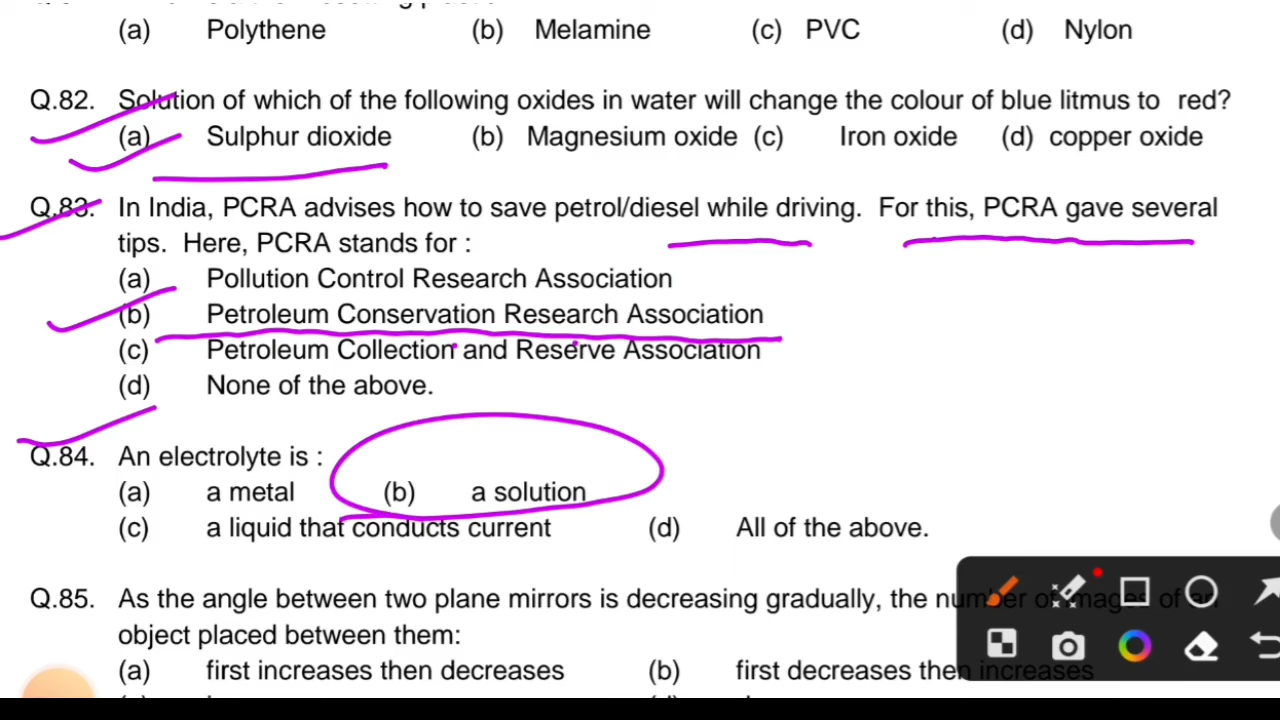 (a) Polythene (b) Melamine (c) PVC (d) Nylon
Q.82. Solution of which of the following oxides in water will change the colour of blue litmus to red?
(a) Sulphur dioxide (b) Magnesium oxide (c) Iron oxide (d) copper oxide
Q.83. In India, PCRA advises how to save petrol/diesel while driving. For this, PCRA gave several
tips. Here, PCRA stands for :
(a) Pollution Control Research Association
(b) Petroleum Conservation Research Association
(c) Petroleum Collection and Reserve Association
(d) None of the above.
Q.84. An electrolyte is :
(a) a metal (b) a solution
(c) a liquid that conducts current (d) All of the above.
Q.85. As the angle between two plane mirrors is decreasing gradually, the number of images of an
object placed between them:
(a) first increases then decreases (b) first decreases then increases